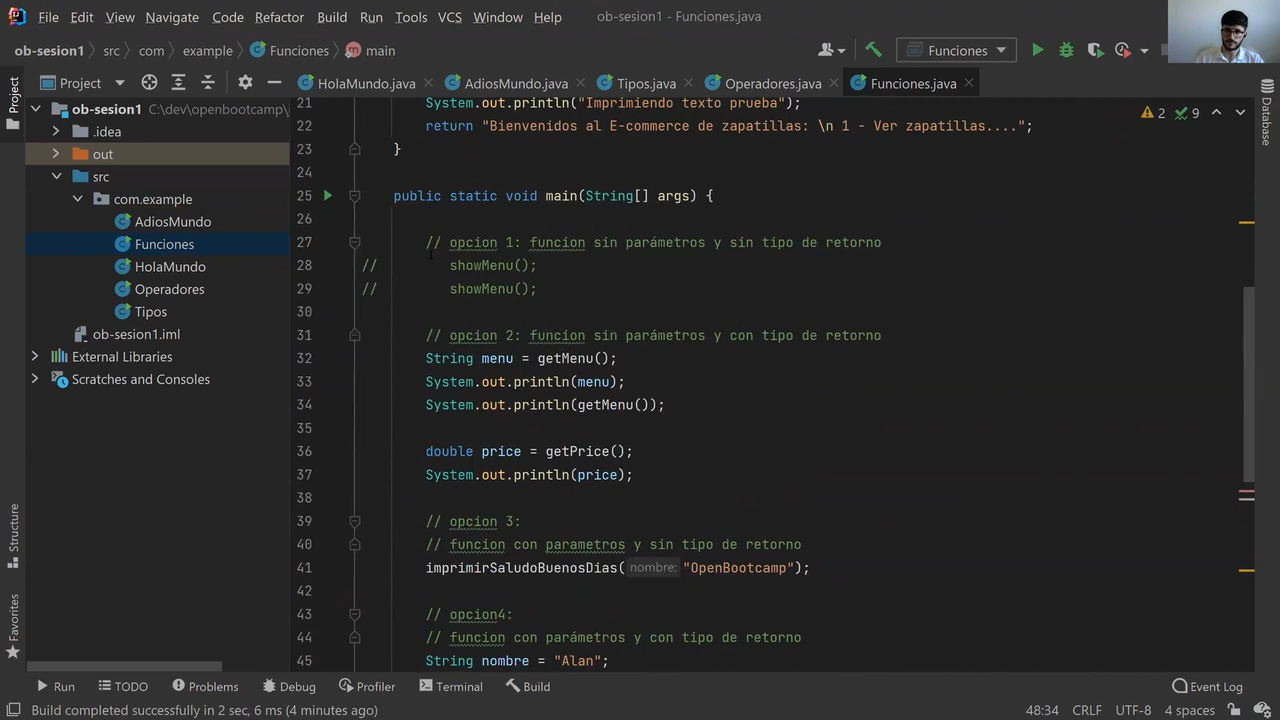 File Edit View Navigate Code Refactor Build Run Tools VCS Window Help ob-sesion1 - Funciones.java
ob-sesion1 src com example Funciones main Funciones
Project HolaMundo.java AdiosMundo.java Tipos.java Operadores.java Funciones.java
Project
ob-sesion1 C:\dev\openbootcamp\
.idea
out
src
com.example
AdiosMundo
Funciones
HolaMundo
Operadores
Tipos
ob-sesion1.iml
External Libraries
Scratches and Consoles
Structure
Favorites
21 System.out.println("Imprimiendo texto prueba");
22 return "Bienvenidos al E-commerce de zapatillas: \n 1 - Ver zapatillas....";
23 }
24
25 public static void main(String[] args) {
26
27 // opcion 1: funcion sin parámetros y sin tipo de retorno
28 // showMenu();
29 // showMenu();
30
31 // opcion 2: funcion sin parámetros y con tipo de retorno
32 String menu = getMenu();
33 System.out.println(menu);
34 System.out.println(getMenu());
35
36 double price = getPrice();
37 System.out.println(price);
38
39 // opcion 3:
40 // funcion con parametros y sin tipo de retorno
41 imprimirSaludoBuenosDias( nombre: "OpenBootcamp");
42
43 // opcion4:
44 // funcion con parámetros y con tipo de retorno
45 String nombre = "Alan";
2 9
Database
Run TODO Problems Debug Profiler Terminal Build Event Log
Build completed successfully in 2 sec, 6 ms (4 minutes ago) 48:34 CRLF UTF-8 4 spaces